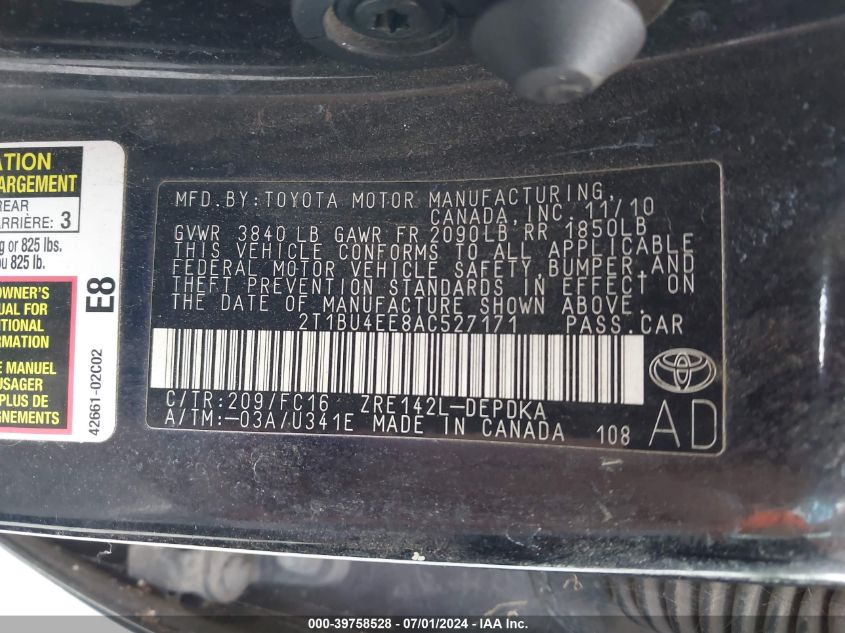 ATION
ARGEMENT
REAR
ARRIÈRE: 3
g or 825 lbs.
ou 825 lb.
OWNER'S
UAL FOR
ITIONAL
RMATION
E MANUEL
USAGER
PLUS DE
IGNEMENTS
E8
42661-02C02
MFD.BY:TOYOTA MOTOR MANUFACTURING,
CANADA, INC. 11/10
GVWR 3840 LB GAWR FR 2090LB RR 1850LB
THIS VEHICLE CONFORMS TO ALL APPLICABLE
FEDERAL MOTOR VEHICLE SAFETY, BUMPER, AND
THEFT PREVENTION STANDARDS IN EFFECT ON
THE DATE OF MANUFACTURE SHOWN ABOVE.
2T1BU4EE8AC527171 PASS.CAR
C/TR:209/FC16 ZRE142L-DEPDKA
A/TM:-03A/U341E MADE IN CANADA 108
AD
000-39758528 - 07/01/2024 - IAA Inc.